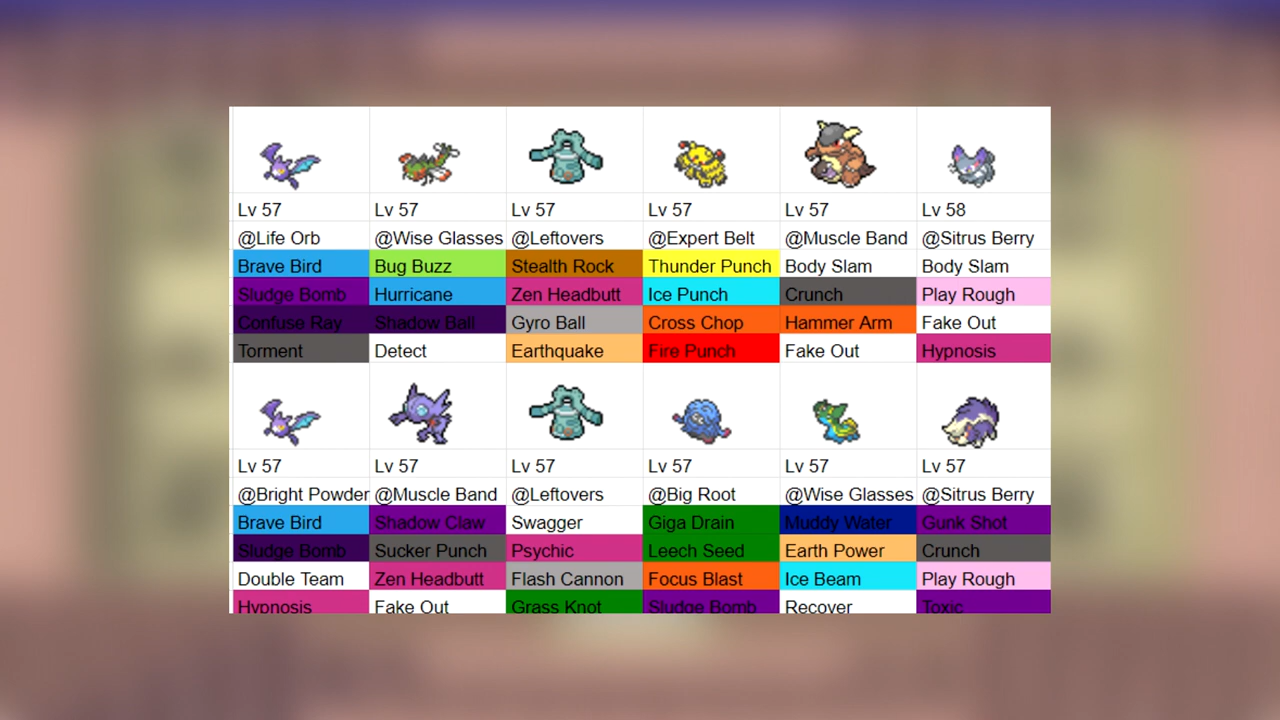 Lv 57 Lv 57 Lv 57 Lv 57 Lv 57 Lv 58
@Life Orb @Wise Glasses @Leftovers @Expert Belt @Muscle Band @Sitrus Berry
Brave Bird Bug Buzz Stealth Rock Thunder Punch Body Slam Body Slam
Sludge Bomb Hurricane Zen Headbutt Ice Punch Crunch Play Rough
Confuse Ray Shadow Ball Gyro Ball Cross Chop Hammer Arm Fake Out
Torment Detect Earthquake Fire Punch Fake Out Hypnosis
Lv 57 Lv 57 Lv 57 Lv 57 Lv 57 Lv 57
@Bright Powder @Muscle Band @Leftovers @Big Root @Wise Glasses @Sitrus Berry
Brave Bird Shadow Claw Swagger Giga Drain Muddy Water Gunk Shot
Sludge Bomb Sucker Punch Psychic Leech Seed Earth Power Crunch
Double Team Zen Headbutt Flash Cannon Focus Blast Ice Beam Play Rough
Hypnosis Fake Out Grass Knot Sludge Bomb Recover Toxic